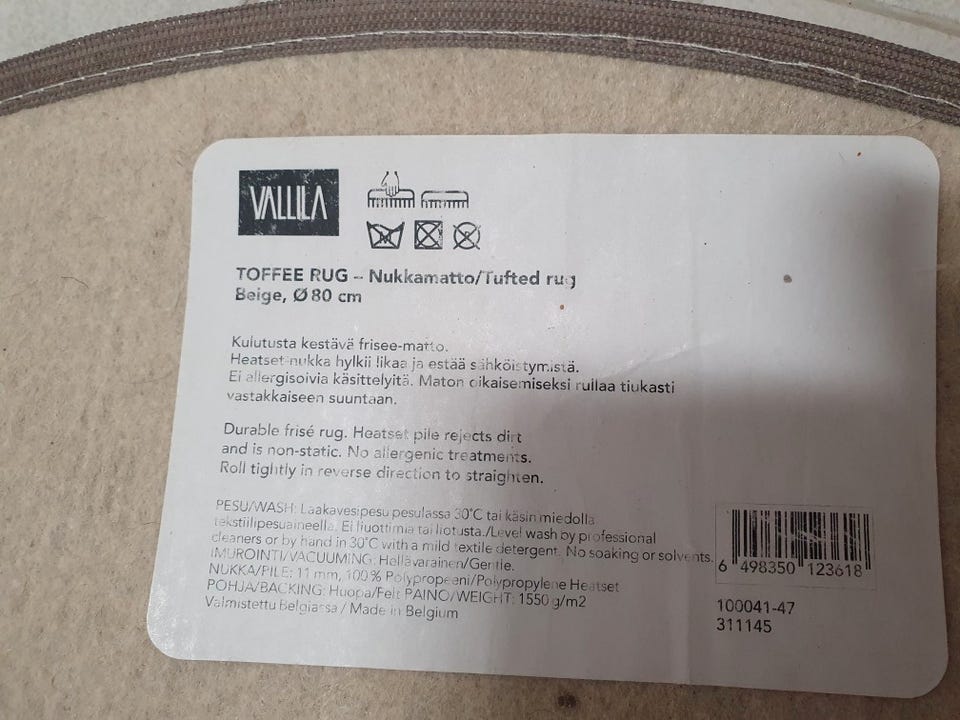 VALLILA
TOFFEE RUG – Nukkamatto/Tufted rug
Beige, Ø 80 cm
Kulutusta kestävä frisee-matto.
Heatset-nukka hylkii likaa ja estää sähköistymistä.
Ei allergisoivia käsittelyitä. Maton oikaisemiseksi rullaa tiukasti
vastakkaiseen suuntaan.
Durable frisé rug. Heatset pile rejects dirt
and is non-static. No allergenic treatments.
Roll tightly in reverse direction to straighten.
PESU/WASH: Laakavesipesu pesulassa 30°C tai käsin miedolla
tekstiilipesuaineella. Ei liuottimia tai liotusta./Level wash by professional
cleaners or by hand in 30°C with a mild textile detergent. No soaking or solvents.
IMUROINTI/VACUUMING: Hellävarainen/Gentle.
NUKKA/PILE: 11 mm, 100% Polypropeeni/Polypropylene Heatset
POHJA/BACKING: Huopa/Felt PAINO/WEIGHT: 1550 g/m2
Valmistettu Belgiassa / Made in Belgium
6 498350 123618
100041-47
311145